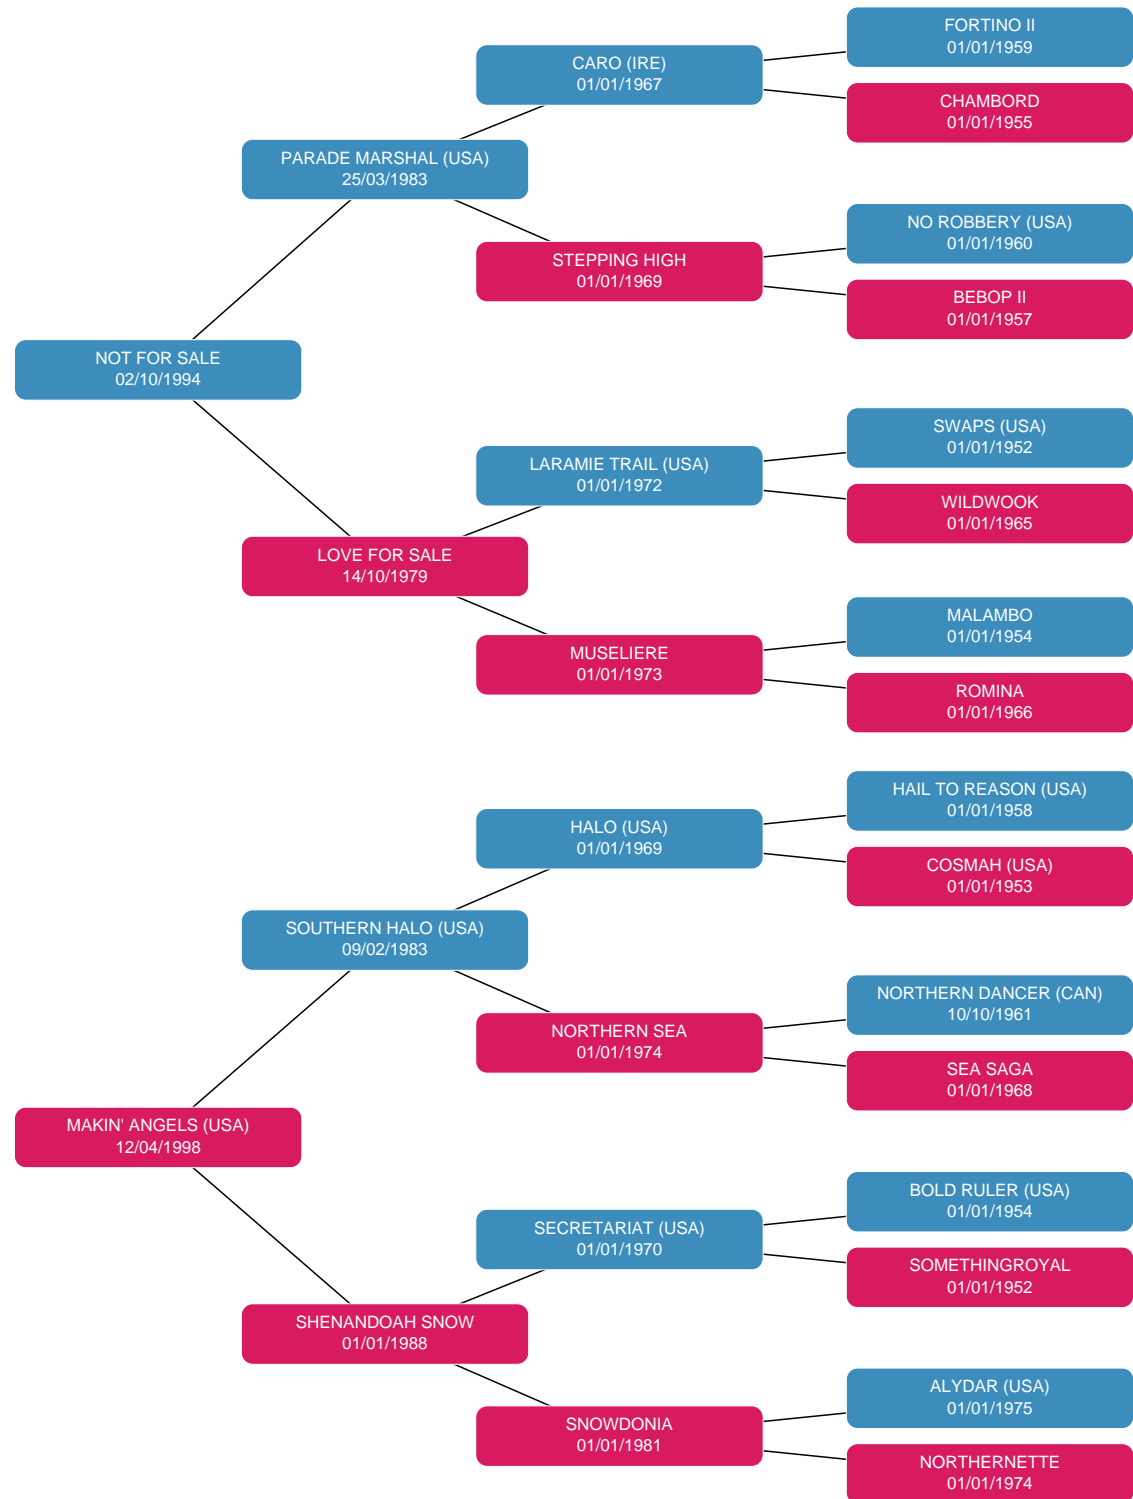 FORTINO II
01/01/1959
CARO (IRE)
01/01/1967
CHAMBORD
01/01/1955
PARADE MARSHAL (USA)
25/03/1983
NO ROBBERY (USA)
01/01/1960
STEPPING HIGH
01/01/1969
BEBOP II
01/01/1957
NOT FOR SALE
02/10/1994
SWAPS (USA)
01/01/1952
LARAMIE TRAIL (USA)
01/01/1972
WILDWOOK
01/01/1965
LOVE FOR SALE
14/10/1979
MALAMBO
01/01/1954
MUSELIERE
01/01/1973
ROMINA
01/01/1966
HAIL TO REASON (USA)
01/01/1958
HALO (USA)
01/01/1969
COSMAH (USA)
01/01/1953
SOUTHERN HALO (USA)
09/02/1983
NORTHERN DANCER (CAN)
10/10/1961
NORTHERN SEA
01/01/1974
SEA SAGA
01/01/1968
MAKIN' ANGELS (USA)
12/04/1998
BOLD RULER (USA)
01/01/1954
SECRETARIAT (USA)
01/01/1970
SOMETHINGROYAL
01/01/1952
SHENANDOAH SNOW
01/01/1988
ALYDAR (USA)
01/01/1975
SNOWDONIA
01/01/1981
NORTHERNETTE
01/01/1974